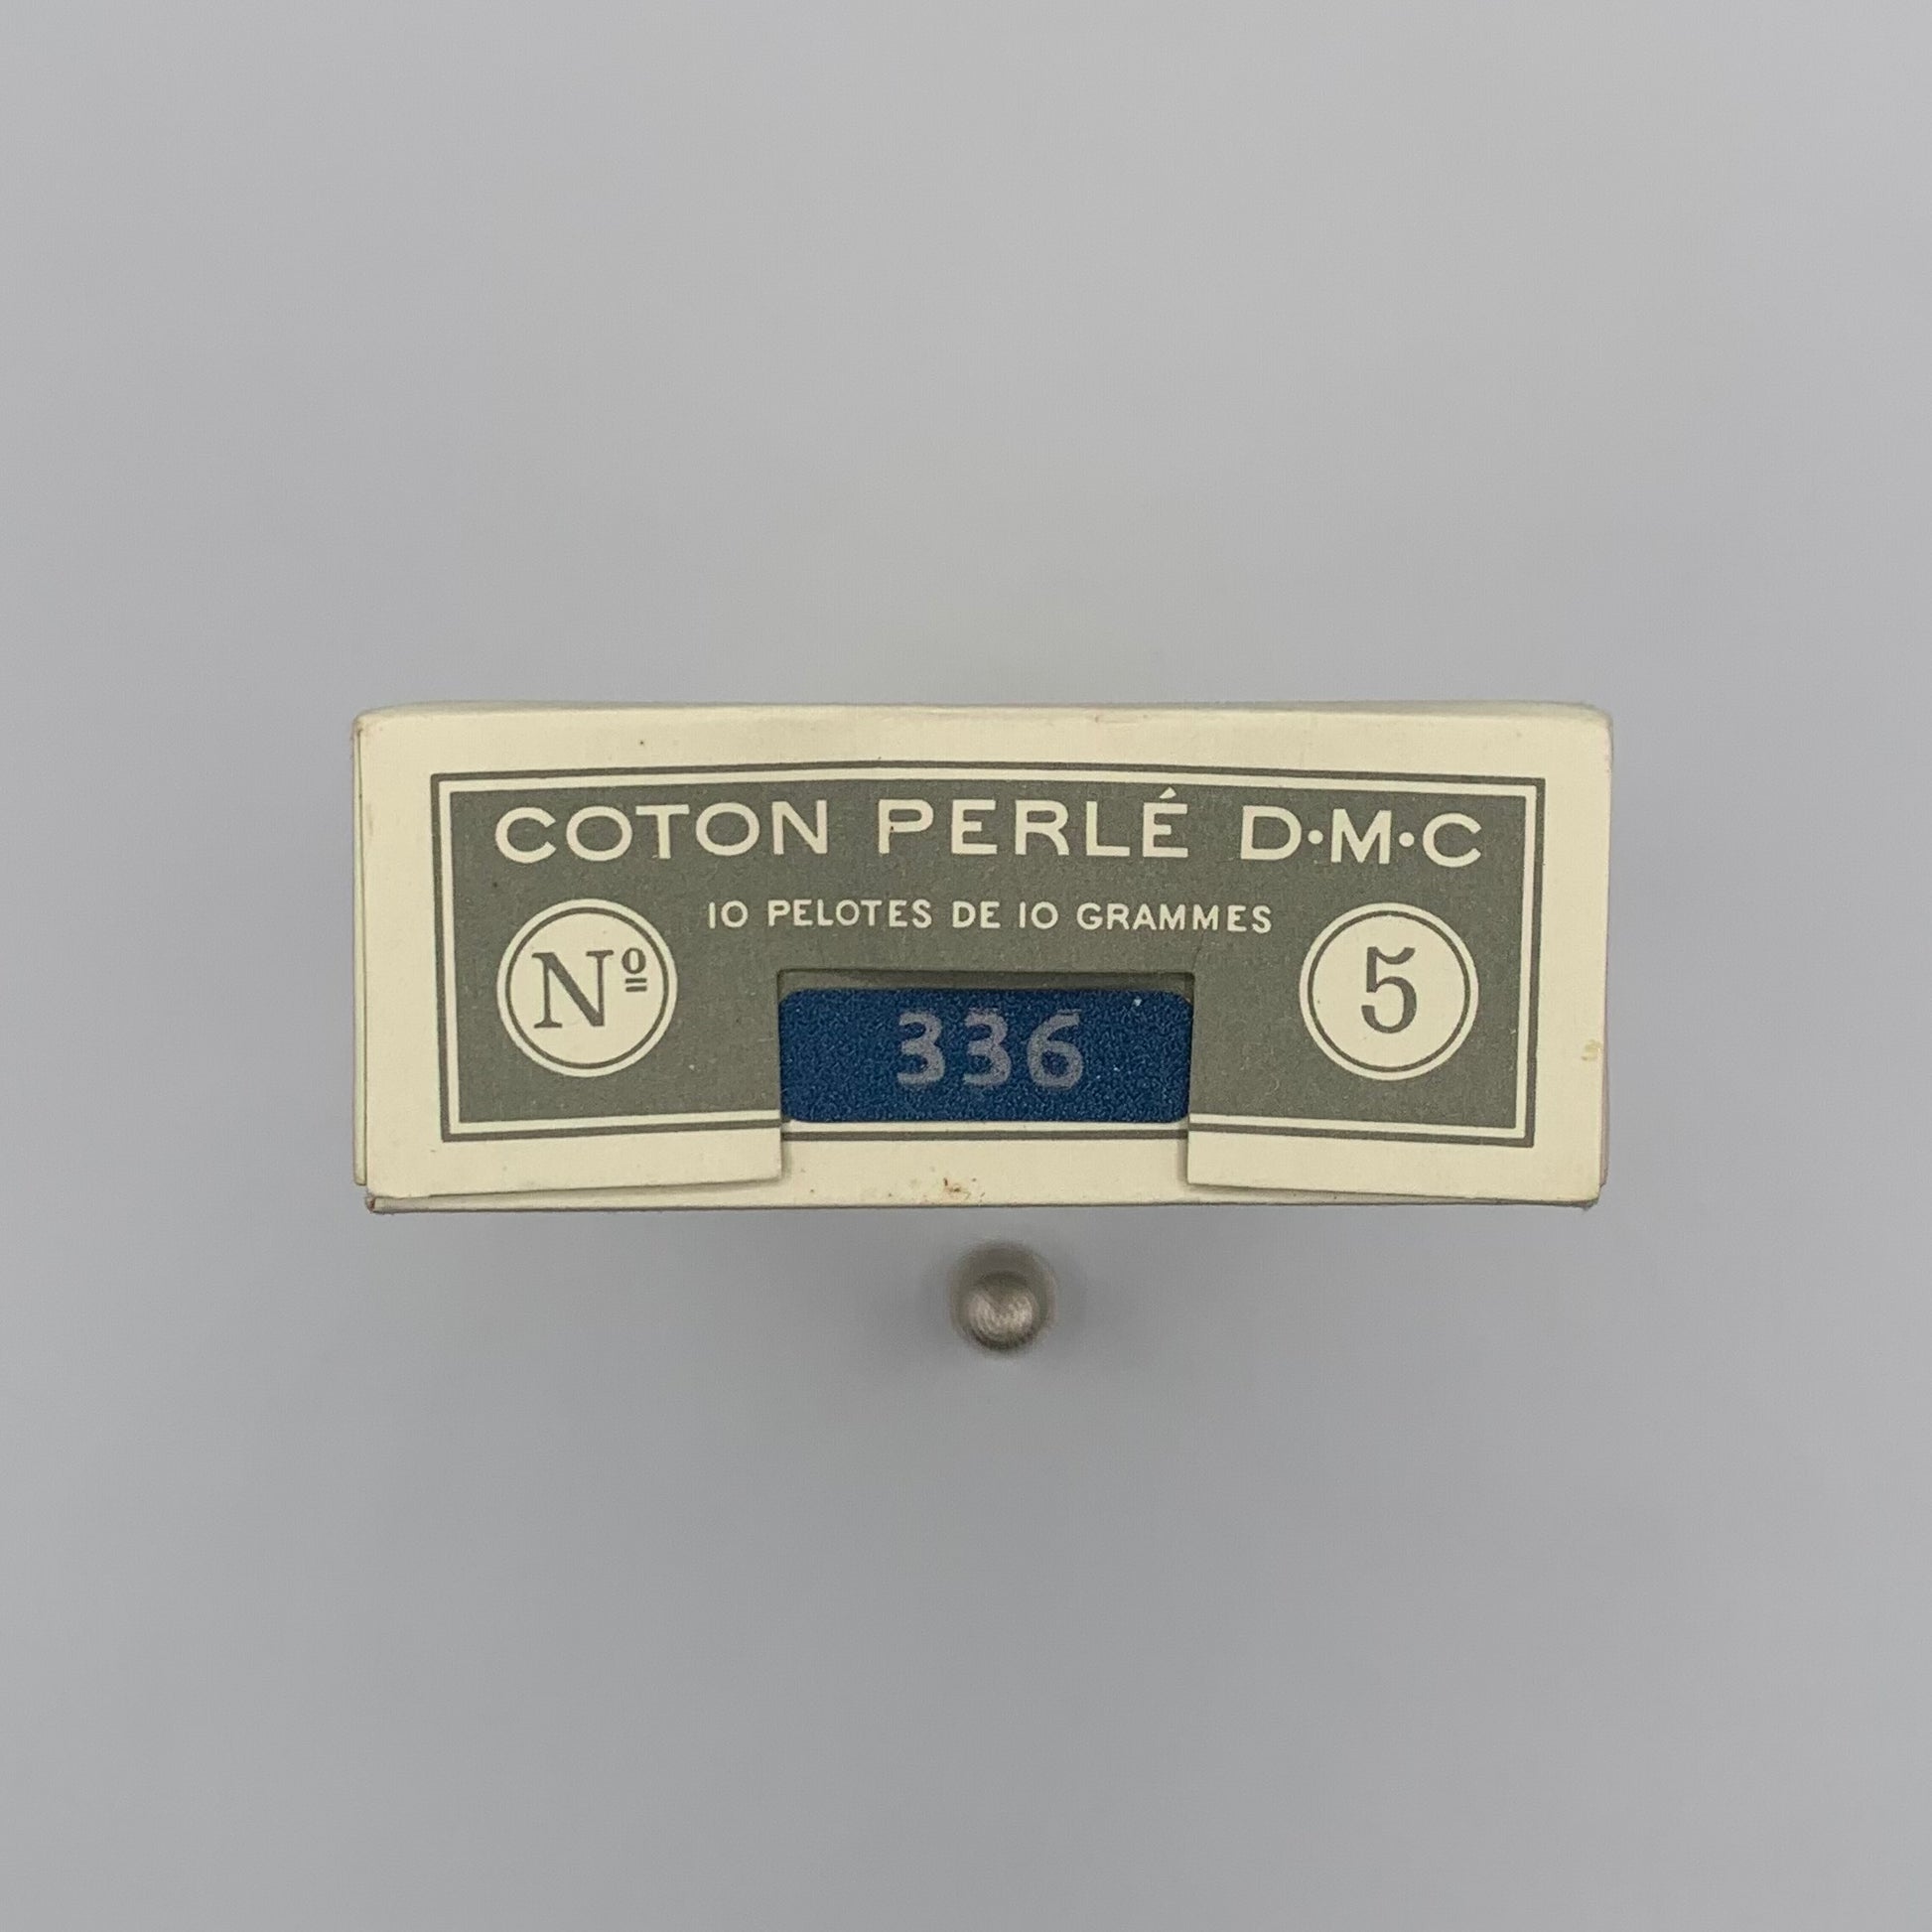 COTON PERLÉ D·M·C
10 PELOTES DE 10 GRAMMES
Nº 5
336